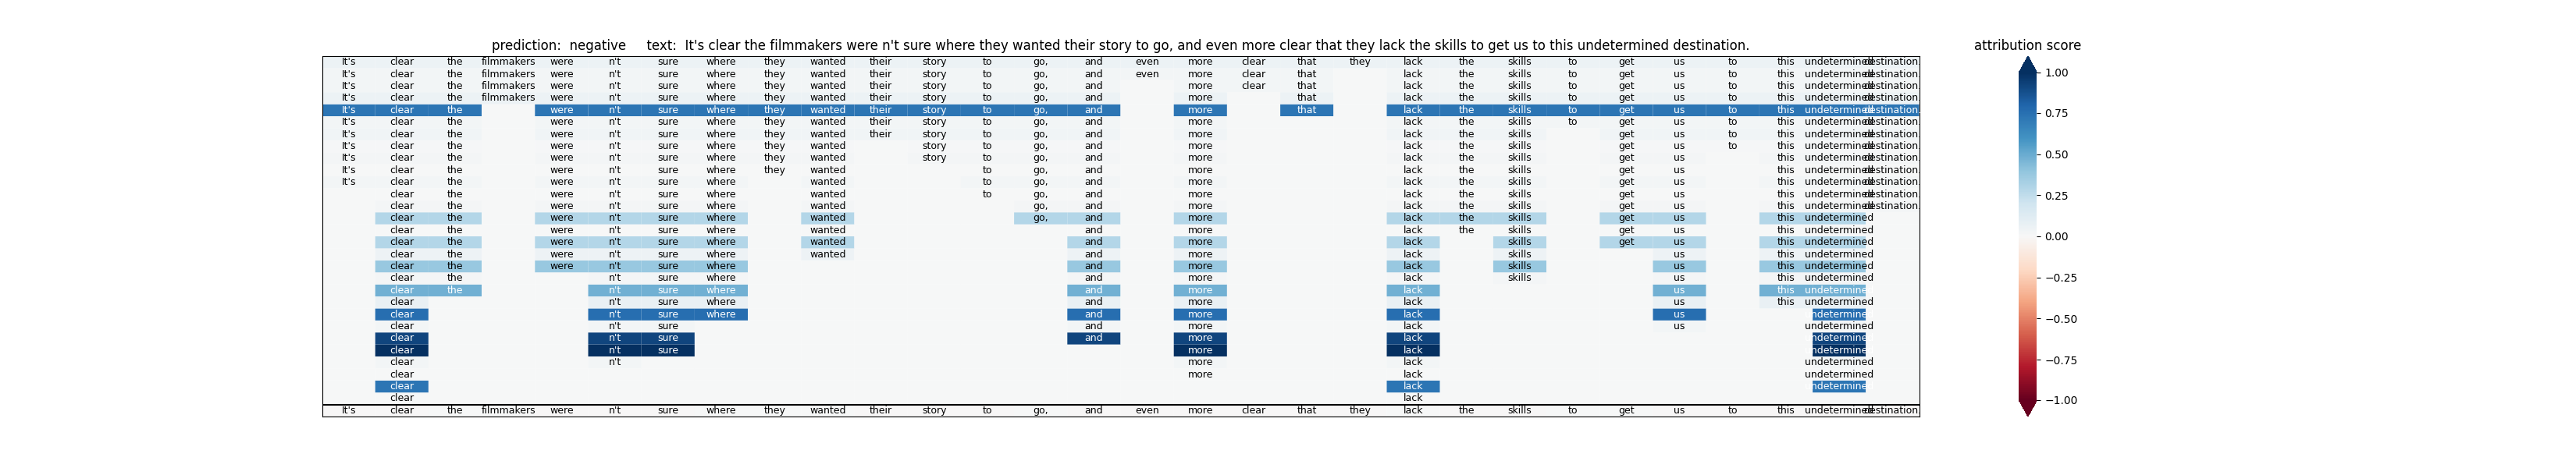 prediction: negative text: It's clear the filmmakers were n't sure where they wanted their story to go, and even more clear that they lack the skills to get us to this undetermined destination.
attribution score
It's clear the filmmakers were n't sure where they wanted their story to go, and even more clear that they lack the skills to get us to this undetermined destination.
It's clear the filmmakers were n't sure where they wanted their story to go, and even more clear that lack the skills to get us to this undetermined destination.
It's clear the filmmakers were n't sure where they wanted their story to go, and more clear that lack the skills to get us to this undetermined destination.
It's clear the filmmakers were n't sure where they wanted their story to go, and more that lack the skills to get us to this undetermined destination.
It's clear the were n't sure where they wanted their story to go, and more that lack the skills to get us to this undetermined destination.
It's clear the were n't sure where they wanted their story to go, and more lack the skills to get us to this undetermined destination.
It's clear the were n't sure where they wanted their story to go, and more lack the skills get us to this undetermined destination.
It's clear the were n't sure where they wanted story to go, and more lack the skills get us to this undetermined destination.
It's clear the were n't sure where they wanted story to go, and more lack the skills get us this undetermined destination.
It's clear the were n't sure where they wanted to go, and more lack the skills get us this undetermined destination.
It's clear the were n't sure where wanted to go, and more lack the skills get us this undetermined destination.
clear the were n't sure where wanted to go, and more lack the skills get us this undetermined destination.
clear the were n't sure where wanted go, and more lack the skills get us this undetermined destination.
clear the were n't sure where wanted go, and more lack the skills get us this undetermined
clear the were n't sure where wanted and more lack the skills get us this undetermined
clear the were n't sure where wanted and more lack skills get us this undetermined
clear the were n't sure where wanted and more lack skills us this undetermined
clear the were n't sure where and more lack skills us this undetermined
clear the n't sure where and more lack skills us this undetermined
clear the n't sure where and more lack us this undetermine
clear n't sure where and more lack us this undetermined
clear n't sure where and more lack us ndetermine
clear n't sure and more lack us undetermined
clear n't sure and more lack ndetermine
clear n't sure more lack ndetermine
clear n't more lack undetermined
clear more lack undetermined
clear lack ndetermine
clear lack
It's clear the filmmakers were n't sure where they wanted their story to go, and even more clear that they lack the skills to get us to this undetermined destination.
1.00
0.75
0.50
0.25
0.00
−0.25
−0.50
−0.75
−1.00